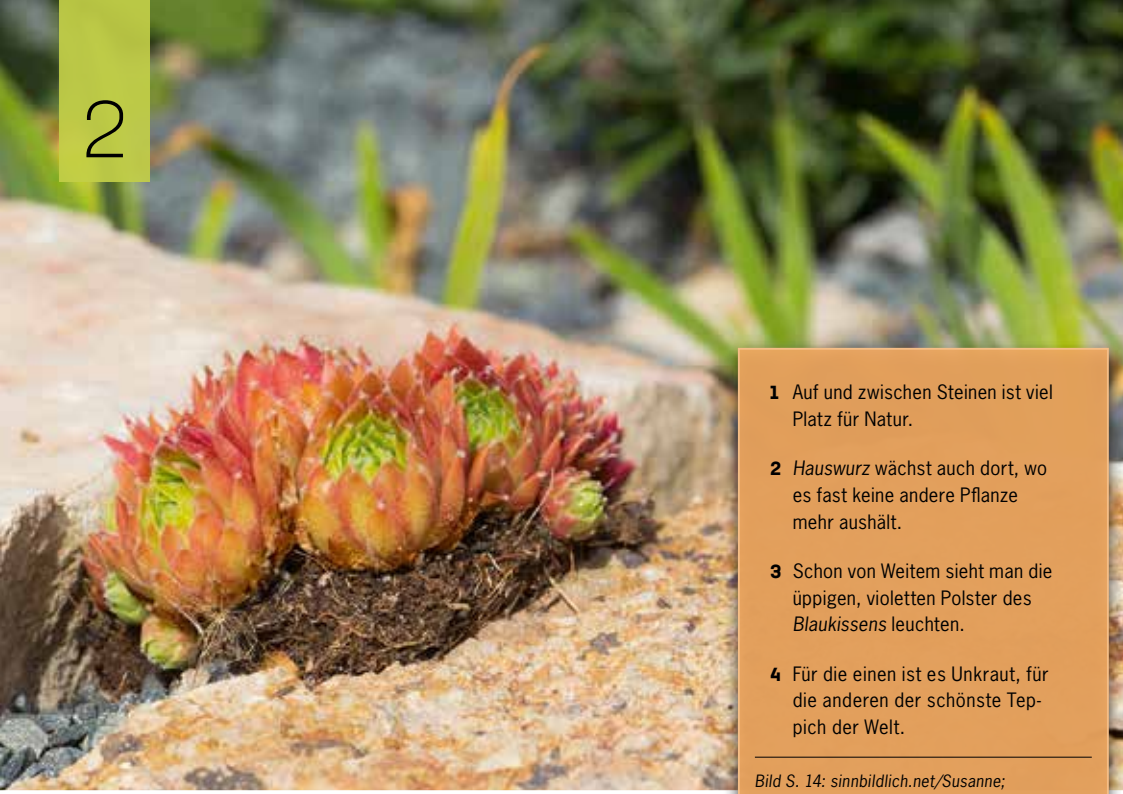 2
1 Auf und zwischen Steinen ist viel
Platz für Natur.
2 Hauswurz wächst auch dort, wo
es fast keine andere Pflanze
mehr aushält.
3 Schon von Weitem sieht man die
üppigen, violetten Polster des
Blaukissens leuchten.
4 Für die einen ist es Unkraut, für
die anderen der schönste Tep-
pich der Welt.
Bild S. 14: sinnbildlich.net/Susanne;